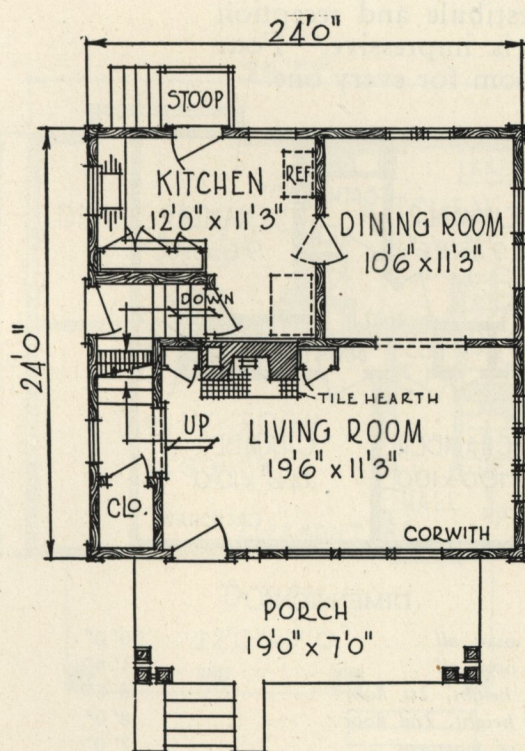 24'0"
STOOP
KITCHEN
12'0" x 11'3"
REF.
DINING ROOM
10'6" x 11'3"
DOWN
24'0"
TILE HEARTH
UP
LIVING ROOM
19'6" x 11'3"
CLO.
CORWITH
PORCH
19'0" x 7'0"